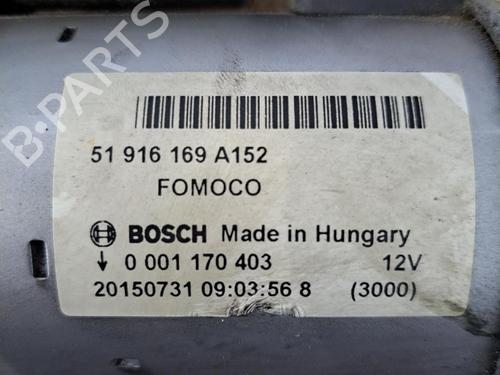 B-PARTS
51 916 169 A152
FOMOCO
BOSCH Made in Hungary
0 001 170 403 12V
20150731 09:03:56 8 (3000)